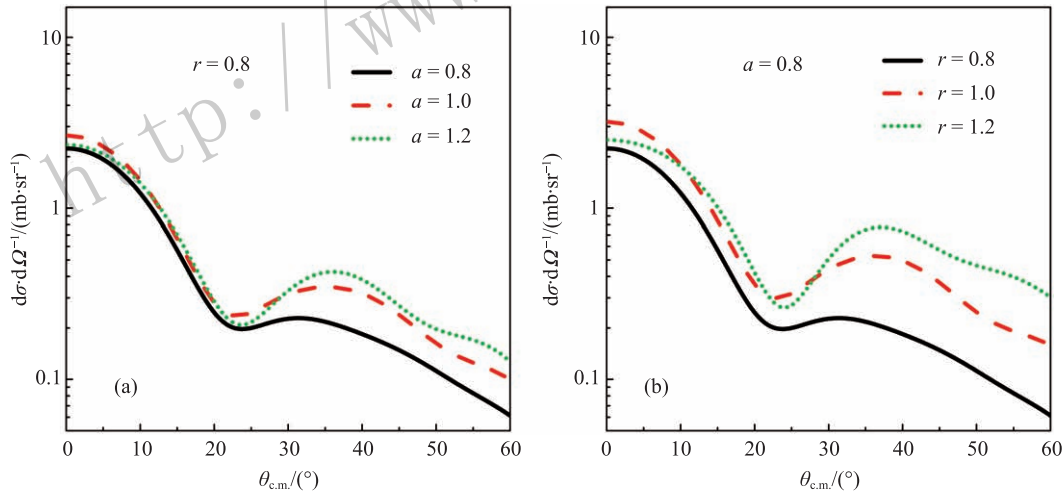 http://www
10
1
0.1
dσ·dΩ⁻¹/(mb·sr⁻¹)
r = 0.8
a = 0.8
a = 1.0
a = 1.2
(a)
0 10 20 30 40 50 60
θc.m./(°)
10
1
0.1
dσ·dΩ⁻¹/(mb·sr⁻¹)
a = 0.8
r = 0.8
r = 1.0
r = 1.2
(b)
0 10 20 30 40 50 60
θc.m./(°)